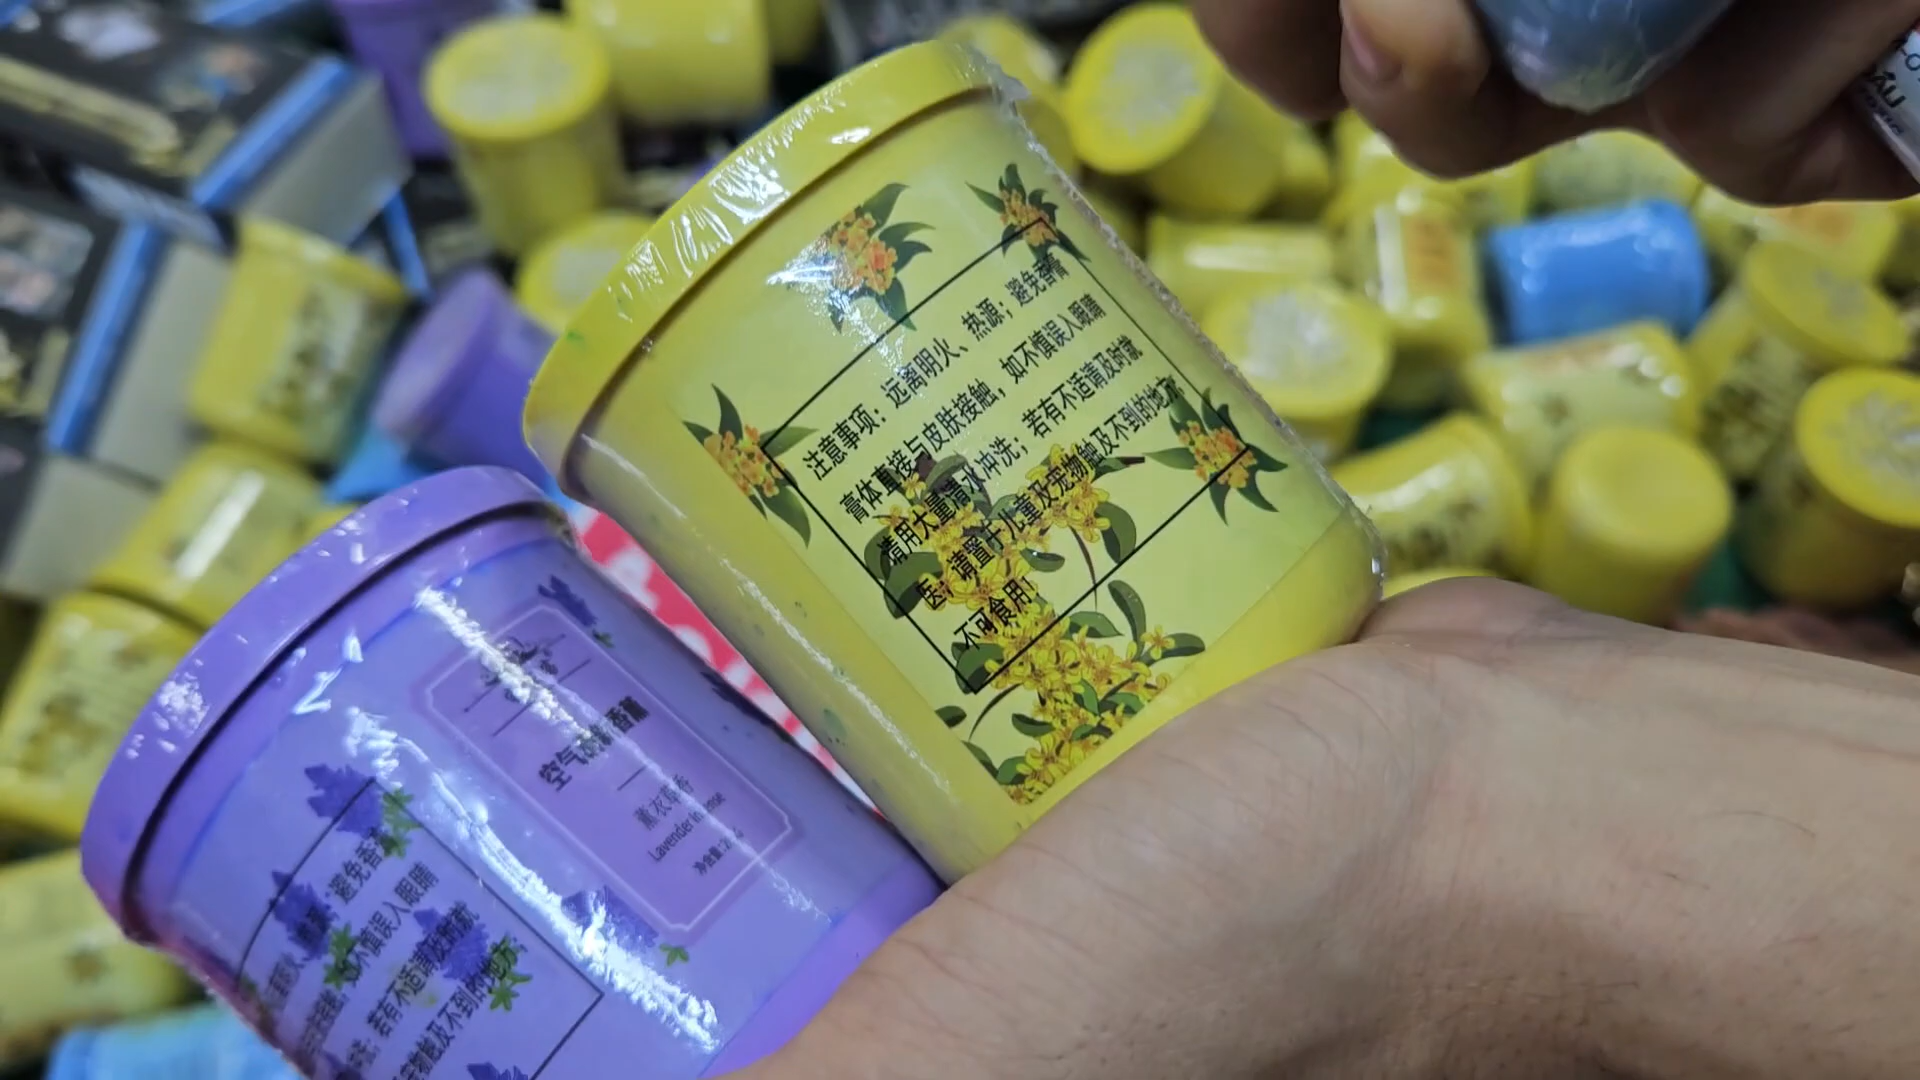 注意事项：远离明火、热源；避免香膏
膏体直接与皮肤接触，如不慎误入眼睛
请用大量清水冲洗；若有不适请及时就
医；请置于儿童及宠物触及不到的地方
不可食用！
空气 香薰
薰衣草香
Lavender
净含量:
避免香
如不慎误入眼睛
若有不适请及时就
宠物触及不到的地方